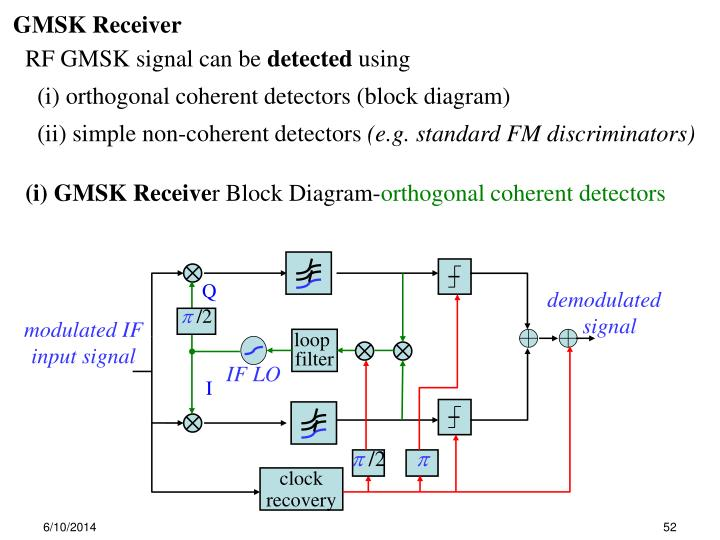 GMSK Receiver
RF GMSK signal can be detected using
(i) orthogonal coherent detectors (block diagram)
(ii) simple non-coherent detectors (e.g. standard FM discriminators)
(i) GMSK Receiver Block Diagram-orthogonal coherent detectors
Q
π /2
modulated IF
input signal
loop
filter
IF LO
I
demodulated
signal
π /2
π
clock
recovery
6/10/2014
52